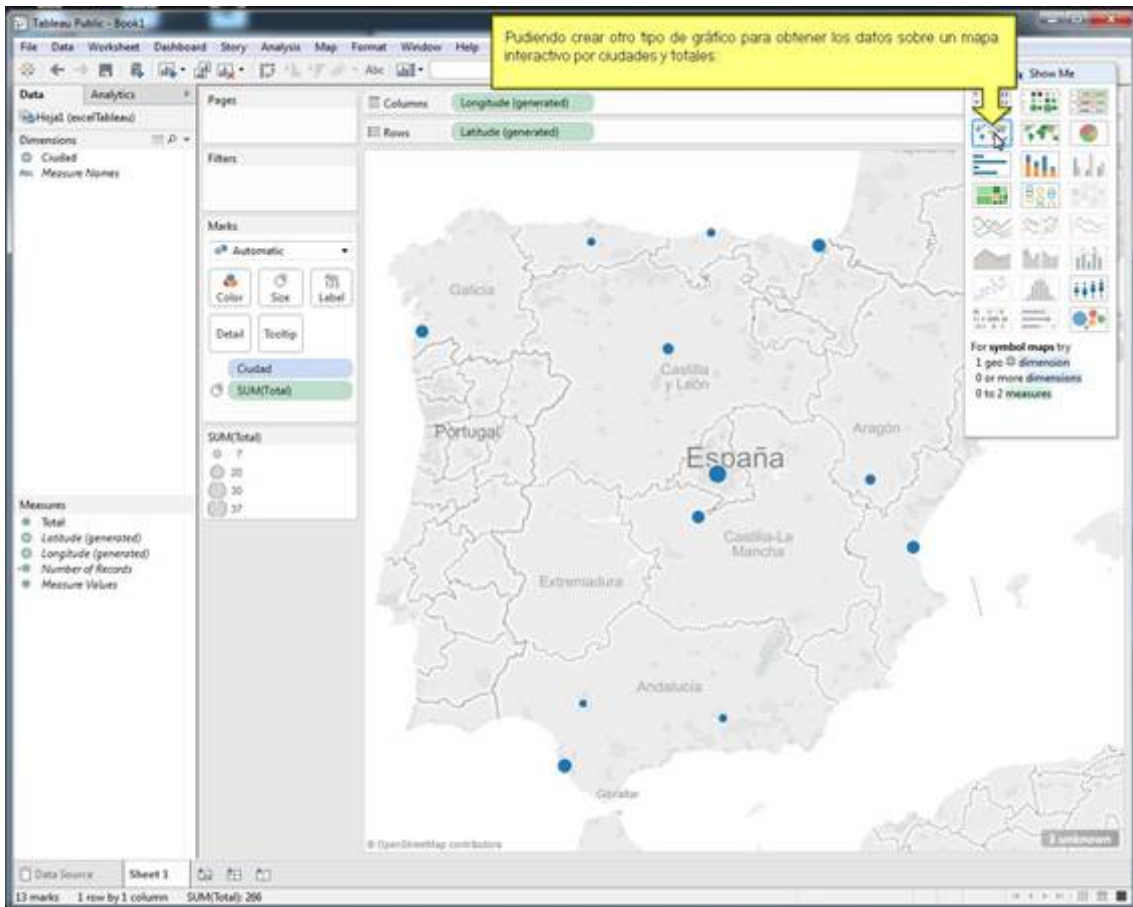 Tableau Public - Book1
File Data Worksheet Dashboard Story Analysis Map Format Window Help
Pudiendo crear otro tipo de gráfico para obtener los datos sobre un mapa
interactivo por ciudades y totales.
Abc
Show Me
Data Analytics
Hoja1 (excelTableau)
Dimensions
Ciudad
Abc Measure Names
Measures
Total
Latitude (generated)
Longitude (generated)
Number of Records
Measure Values
Pages
Filters
Marks
Automatic
Color Size Label
Detail Tooltip
Ciudad
SUM(Total)
SUM(Total)
7
20
30
37
Columns Longitude (generated)
Rows Latitude (generated)
Galicia
Castilla
y León
Portugal
Aragón
España
Castilla-La
Mancha
Extremadura
Andalucía
Gibraltar
© OpenStreetMap contributors
For symbol maps try
1 geo dimension
0 or more dimensions
0 to 2 measures
Data Source Sheet 1
13 marks 1 row by 1 column SUM(Total): 266